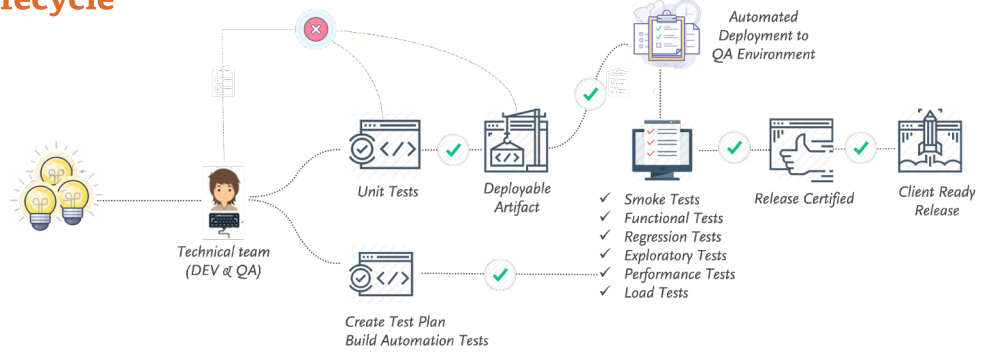 Automated
Deployment to
QA Environment
Unit Tests
Deployable
Artifact
Release Certified
Client Ready
Release
Technical team
(DEV & QA)
✓ Smoke Tests
✓ Functional Tests
✓ Regression Tests
✓ Exploratory Tests
✓ Performance Tests
✓ Load Tests
Create Test Plan
Build Automation Tests